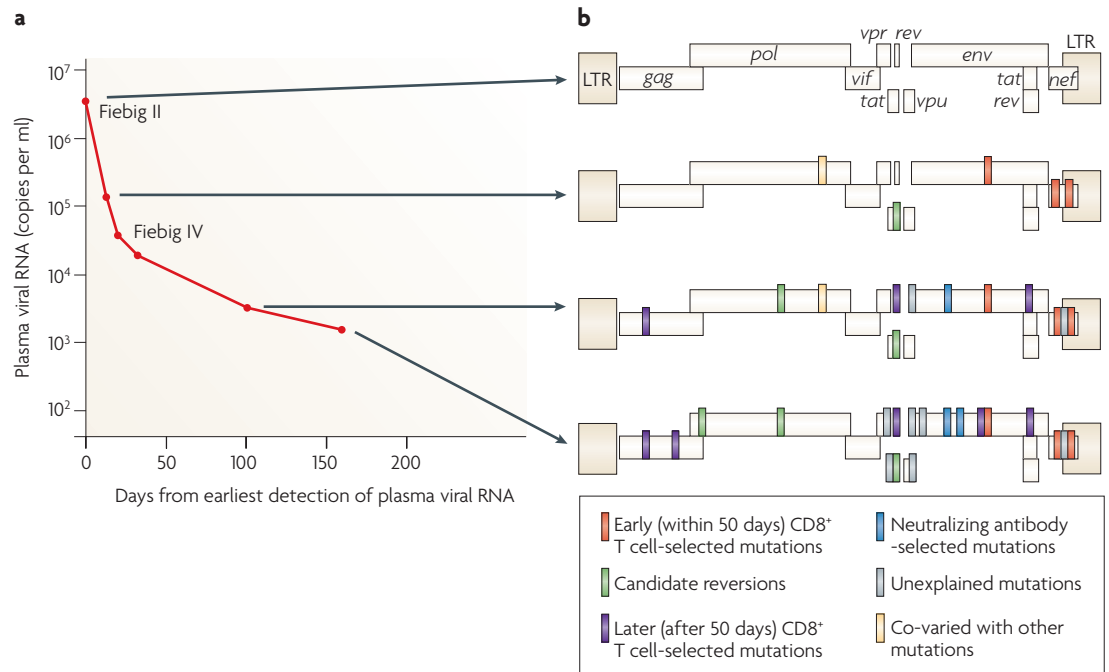 a
Plasma viral RNA (copies per ml)
10⁷
10⁶
10⁵
10⁴
10³
10²
Fiebig II
Fiebig IV
0
50
100
150
200
Days from earliest detection of plasma viral RNA
b
LTR
gag
pol
vif
vpr
rev
tat
vpu
env
tat
rev
nef
LTR
Early (within 50 days) CD8⁺
T cell-selected mutations
Candidate reversions
Later (after 50 days) CD8⁺
T cell-selected mutations
Neutralizing antibody
-selected mutations
Unexplained mutations
Co-varied with other
mutations